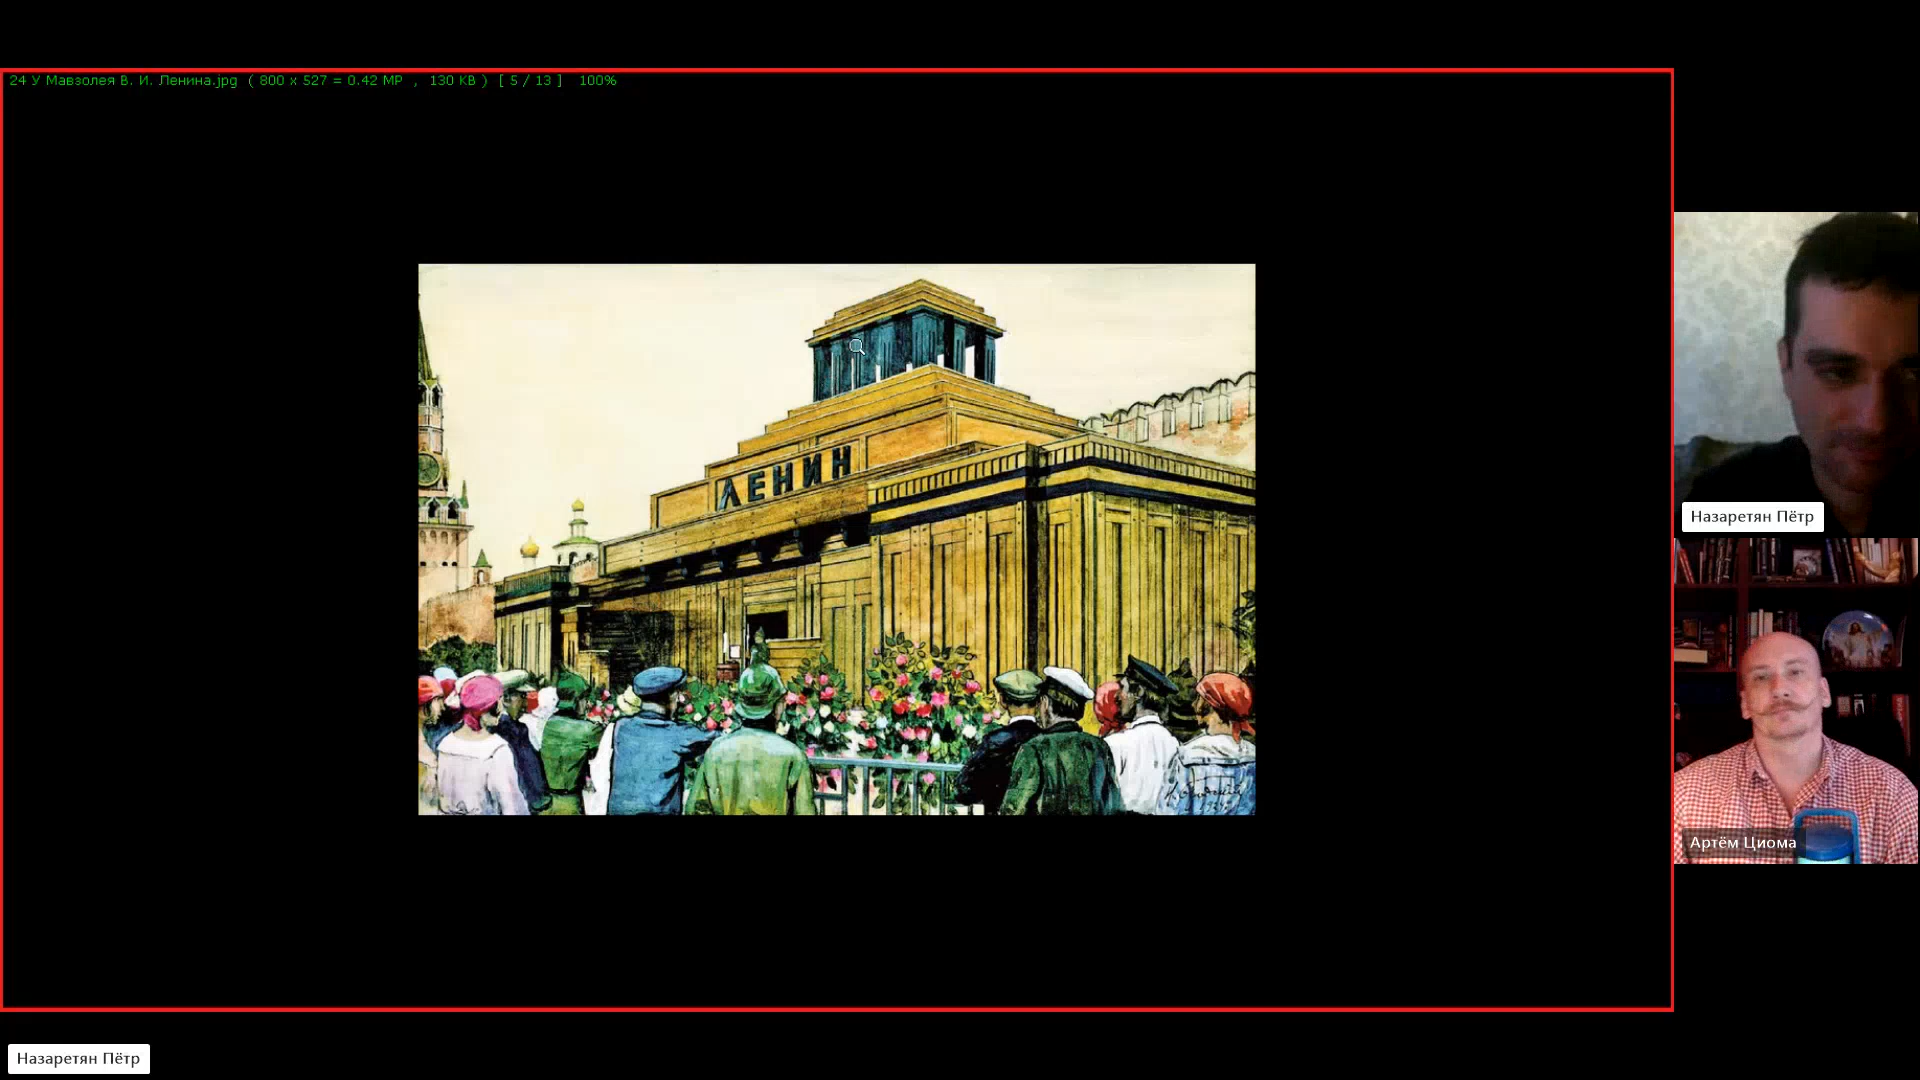 24 У Мавзолея В. И. Ленина.jpg ( 800 x 527 = 0.42 MP , 130 KB ) [ 5 / 13 ] 100%
ЛЕНИН
Назаретян Пётр
Артём Циома
Назаретян Пётр